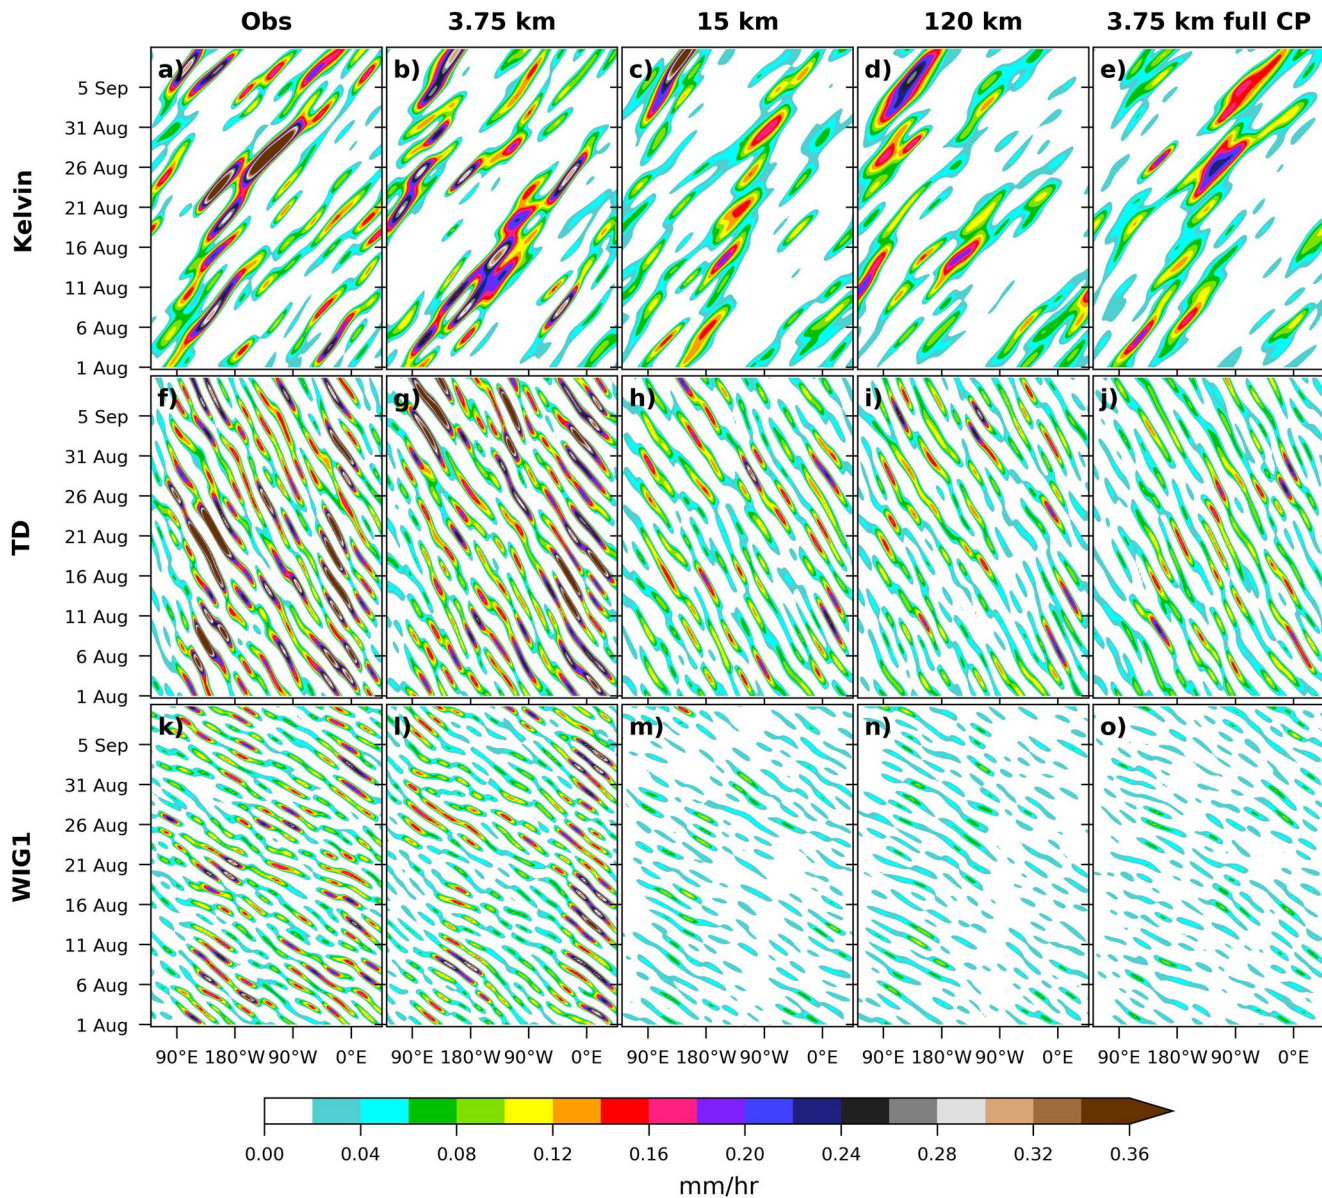 Obs 3.75 km 15 km 120 km 3.75 km full CP
Kelvin
a) b) c) d) e)
5 Sep
31 Aug
26 Aug
21 Aug
16 Aug
11 Aug
6 Aug
1 Aug
TD
f) g) h) i) j)
5 Sep
31 Aug
26 Aug
21 Aug
16 Aug
11 Aug
6 Aug
1 Aug
WIG1
k) l) m) n) o)
5 Sep
31 Aug
26 Aug
21 Aug
16 Aug
11 Aug
6 Aug
1 Aug
90°E 180°W 90°W 0°E 90°E 180°W 90°W 0°E 90°E 180°W 90°W 0°E 90°E 180°W 90°W 0°E 90°E 180°W 90°W 0°E
0.00 0.04 0.08 0.12 0.16 0.20 0.24 0.28 0.32 0.36
mm/hr